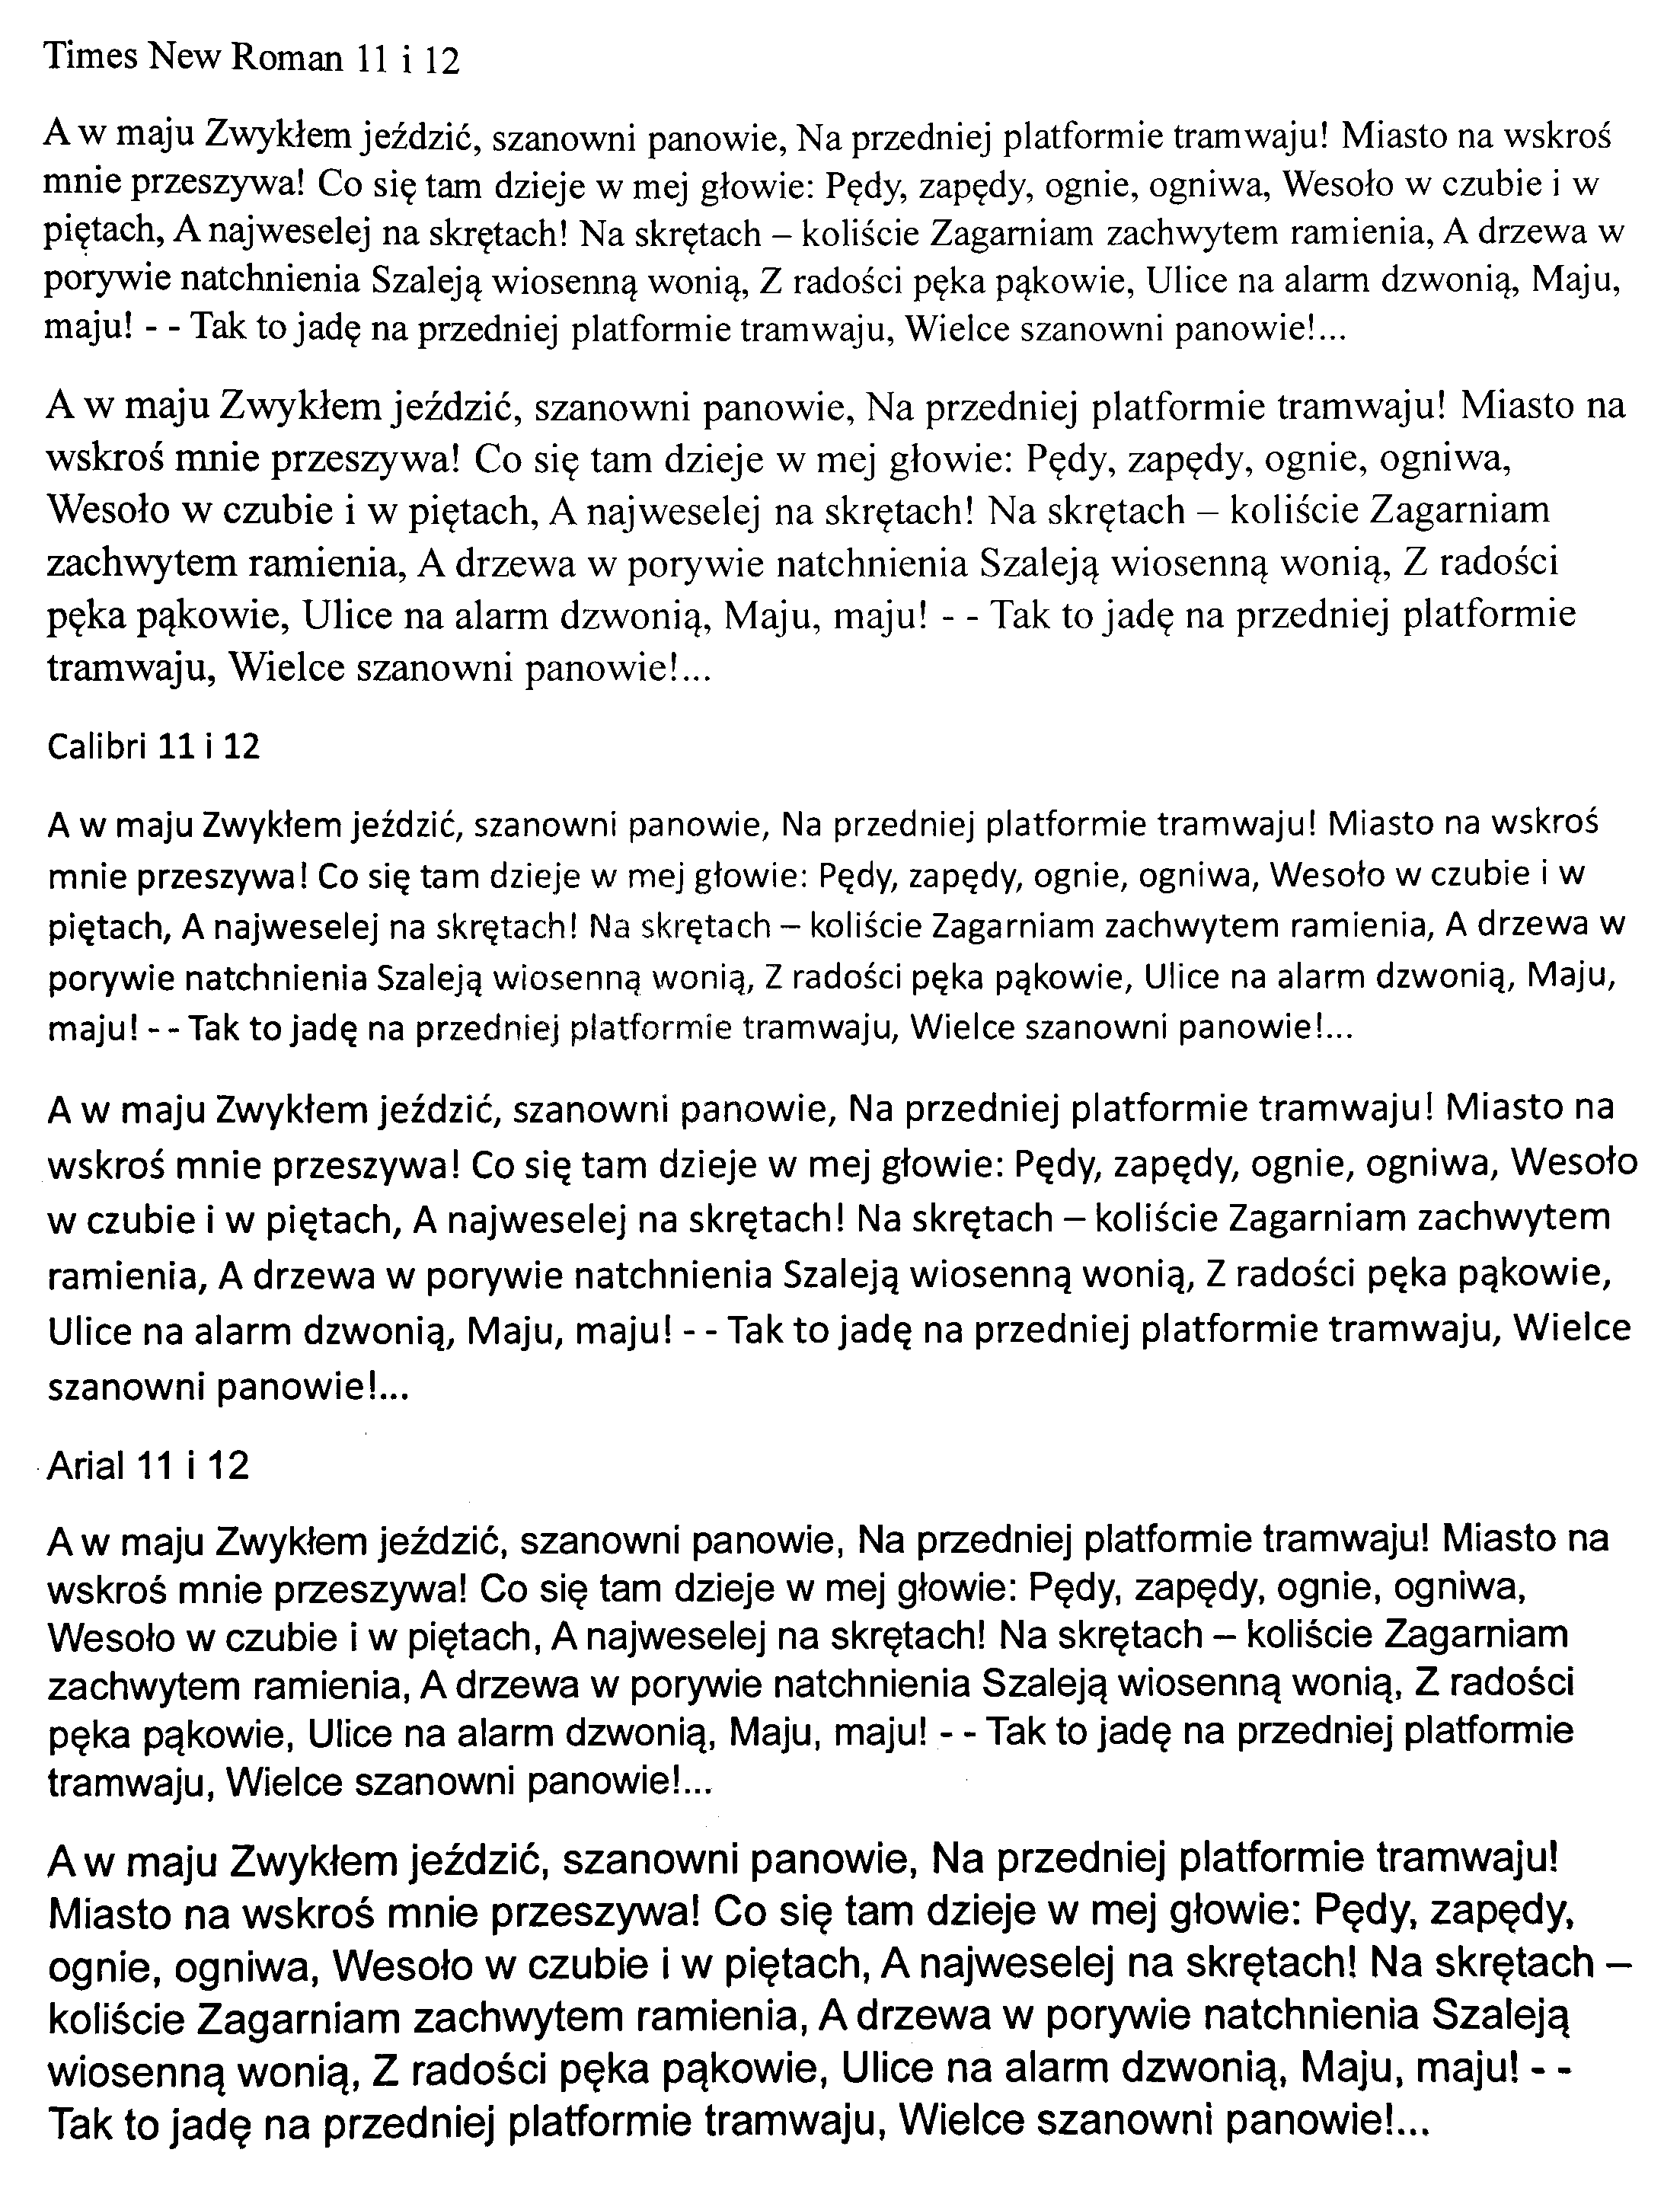 Times New Roman 11 i 12
A w maju Zwykłem jeździć, szanowni panowie, Na przedniej platformie tramwaju! Miasto na wskroś
mnie przeszywa! Co się tam dzieje w mej głowie: Pędy, zapędy, ognie, ogniwa, Wesoło w czubie i w
piętach, A najweselej na skrętach! Na skrętach – koliście Zagarniam zachwytem ramienia, A drzewa w
porywie natchnienia Szaleją wiosenną wonią, Z radości pęka pąkowie, Ulice na alarm dzwonią, Maju,
maju! - - Tak to jadę na przedniej platformie tramwaju, Wielce szanowni panowie!...
A w maju Zwykłem jeździć, szanowni panowie, Na przedniej platformie tramwaju! Miasto na
wskroś mnie przeszywa! Co się tam dzieje w mej głowie: Pędy, zapędy, ognie, ogniwa,
Wesoło w czubie i w piętach, A najweselej na skrętach! Na skrętach – koliście Zagarniam
zachwytem ramienia, A drzewa w porywie natchnienia Szaleją wiosenną wonią, Z radości
pęka pąkowie, Ulice na alarm dzwonią, Maju, maju! - - Tak to jadę na przedniej platformie
tramwaju, Wielce szanowni panowie!...
Calibri 11 i 12
A w maju Zwykłem jeździć, szanowni panowie, Na przedniej platformie tramwaju! Miasto na wskroś
mnie przeszywa! Co się tam dzieje w mej głowie: Pędy, zapędy, ognie, ogniwa, Wesoło w czubie i w
piętach, A najweselej na skrętach! Na skrętach – koliście Zagarniam zachwytem ramienia, A drzewa w
porywie natchnienia Szaleją wiosenną wonią, Z radości pęka pąkowie, Ulice na alarm dzwonią, Maju,
maju! - - Tak to jadę na przedniej platformie tramwaju, Wielce szanowni panowie!...
A w maju Zwykłem jeździć, szanowni panowie, Na przedniej platformie tramwaju! Miasto na
wskroś mnie przeszywa! Co się tam dzieje w mej głowie: Pędy, zapędy, ognie, ogniwa, Wesoło
w czubie i w piętach, A najweselej na skrętach! Na skrętach – koliście Zagarniam zachwytem
ramienia, A drzewa w porywie natchnienia Szaleją wiosenną wonią, Z radości pęka pąkowie,
Ulice na alarm dzwonią, Maju, maju! - - Tak to jadę na przedniej platformie tramwaju, Wielce
szanowni panowie!...
Arial 11 i 12
A w maju Zwykłem jeździć, szanowni panowie, Na przedniej platformie tramwaju! Miasto na
wskroś mnie przeszywa! Co się tam dzieje w mej głowie: Pędy, zapędy, ognie, ogniwa,
Wesoło w czubie i w piętach, A najweselej na skrętach! Na skrętach – koliście Zagarniam
zachwytem ramienia, A drzewa w porywie natchnienia Szaleją wiosenną wonią, Z radości
pęka pąkowie, Ulice na alarm dzwonią, Maju, maju! - - Tak to jadę na przedniej platformie
tramwaju, Wielce szanowni panowie!...
A w maju Zwykłem jeździć, szanowni panowie, Na przedniej platformie tramwaju!
Miasto na wskroś mnie przeszywa! Co się tam dzieje w mej głowie: Pędy, zapędy,
ognie, ogniwa, Wesoło w czubie i w piętach, A najweselej na skrętach! Na skrętach –
koliście Zagarniam zachwytem ramienia, A drzewa w porywie natchnienia Szaleją
wiosenną wonią, Z radości pęka pąkowie, Ulice na alarm dzwonią, Maju, maju! - -
Tak to jadę na przedniej platformie tramwaju, Wielce szanowni panowie!...